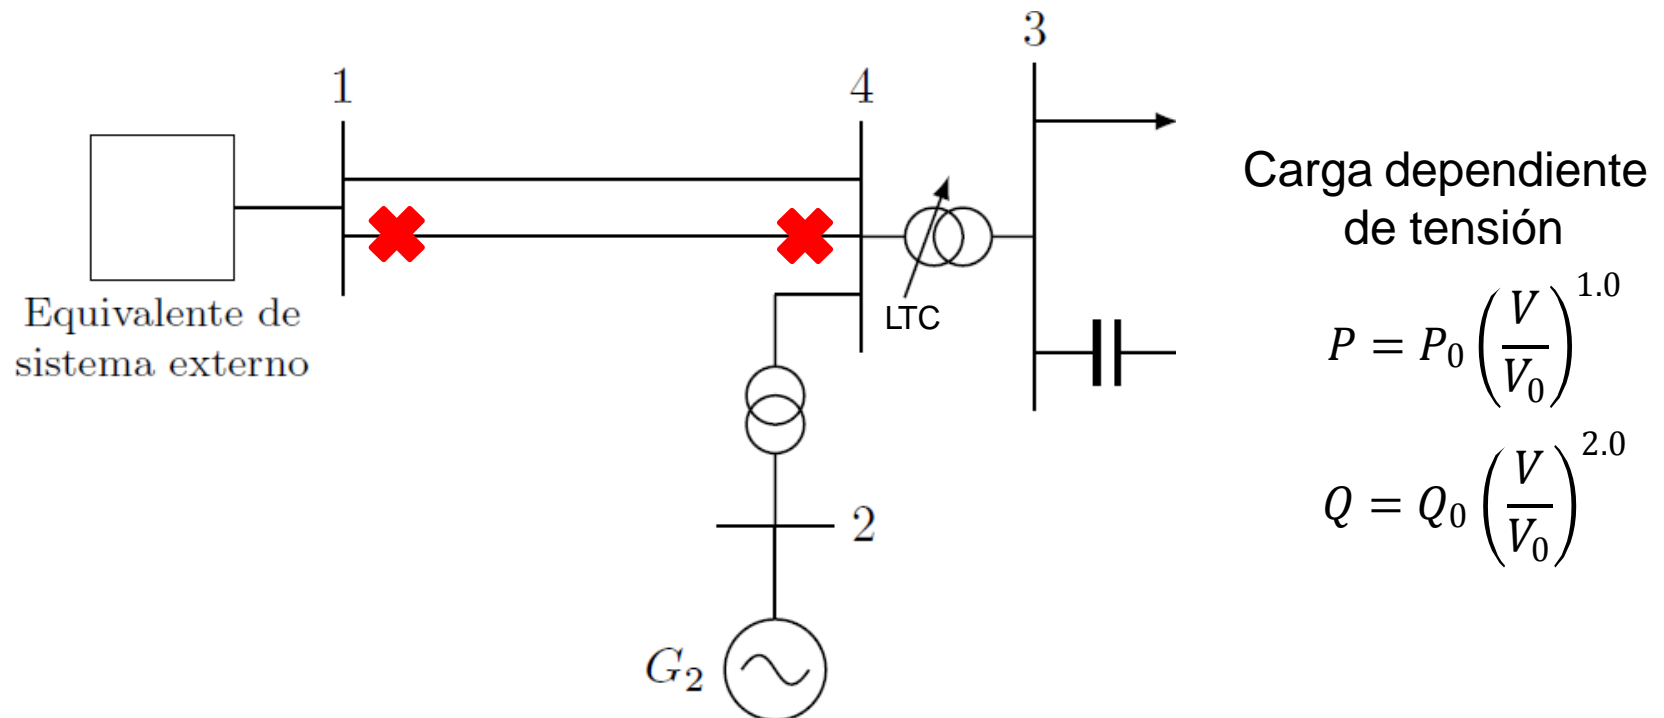 1
4
3
Equivalente de
sistema externo
LTC
2
G₂
Carga dependiente
de tensión
P = P₀ (V/V₀)^1.0
Q = Q₀ (V/V₀)^2.0